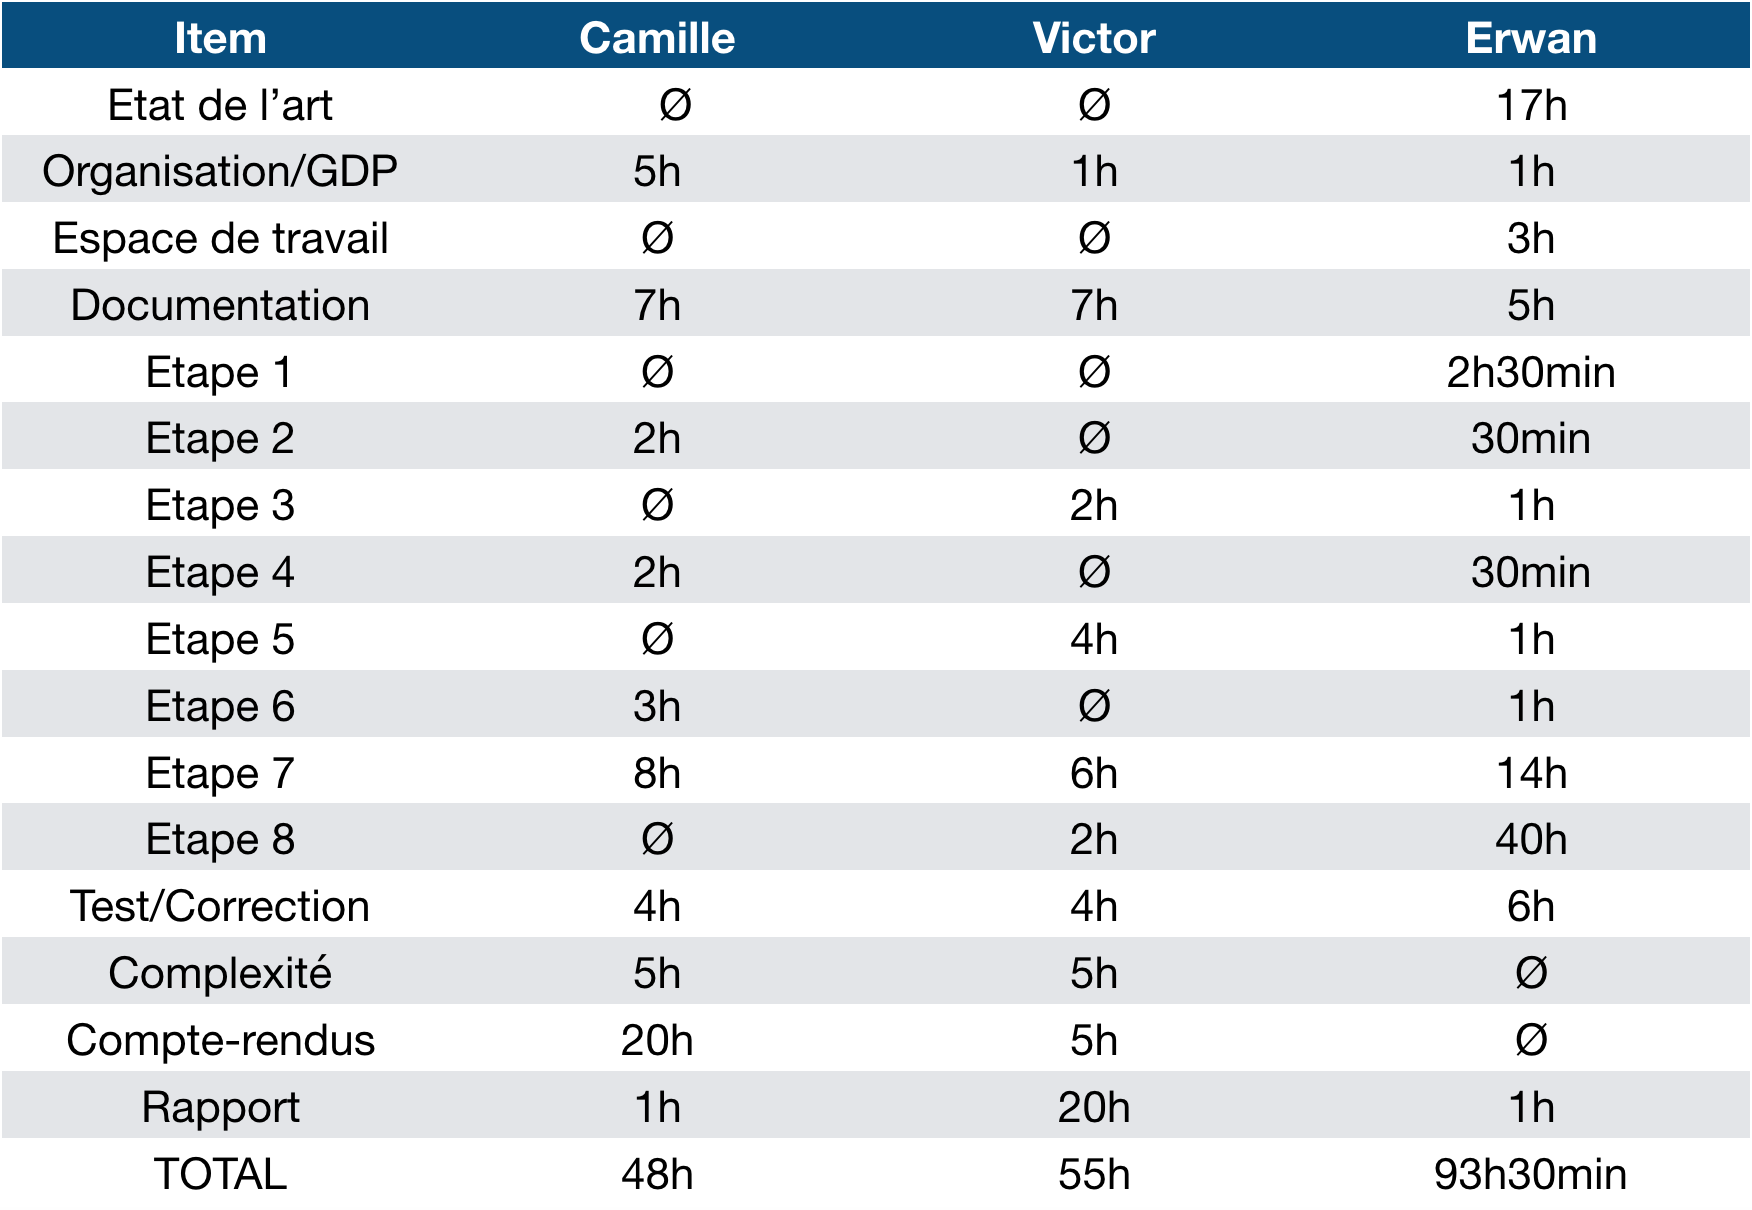 Item Camille Victor Erwan
Etat de l’art Ø Ø 17h
Organisation/GDP 5h 1h 1h
Espace de travail Ø Ø 3h
Documentation 7h 7h 5h
Etape 1 Ø Ø 2h30min
Etape 2 2h Ø 30min
Etape 3 Ø 2h 1h
Etape 4 2h Ø 30min
Etape 5 Ø 4h 1h
Etape 6 3h Ø 1h
Etape 7 8h 6h 14h
Etape 8 Ø 2h 40h
Test/Correction 4h 4h 6h
Complexité 5h 5h Ø
Compte-rendus 20h 5h Ø
Rapport 1h 20h 1h
TOTAL 48h 55h 93h30min